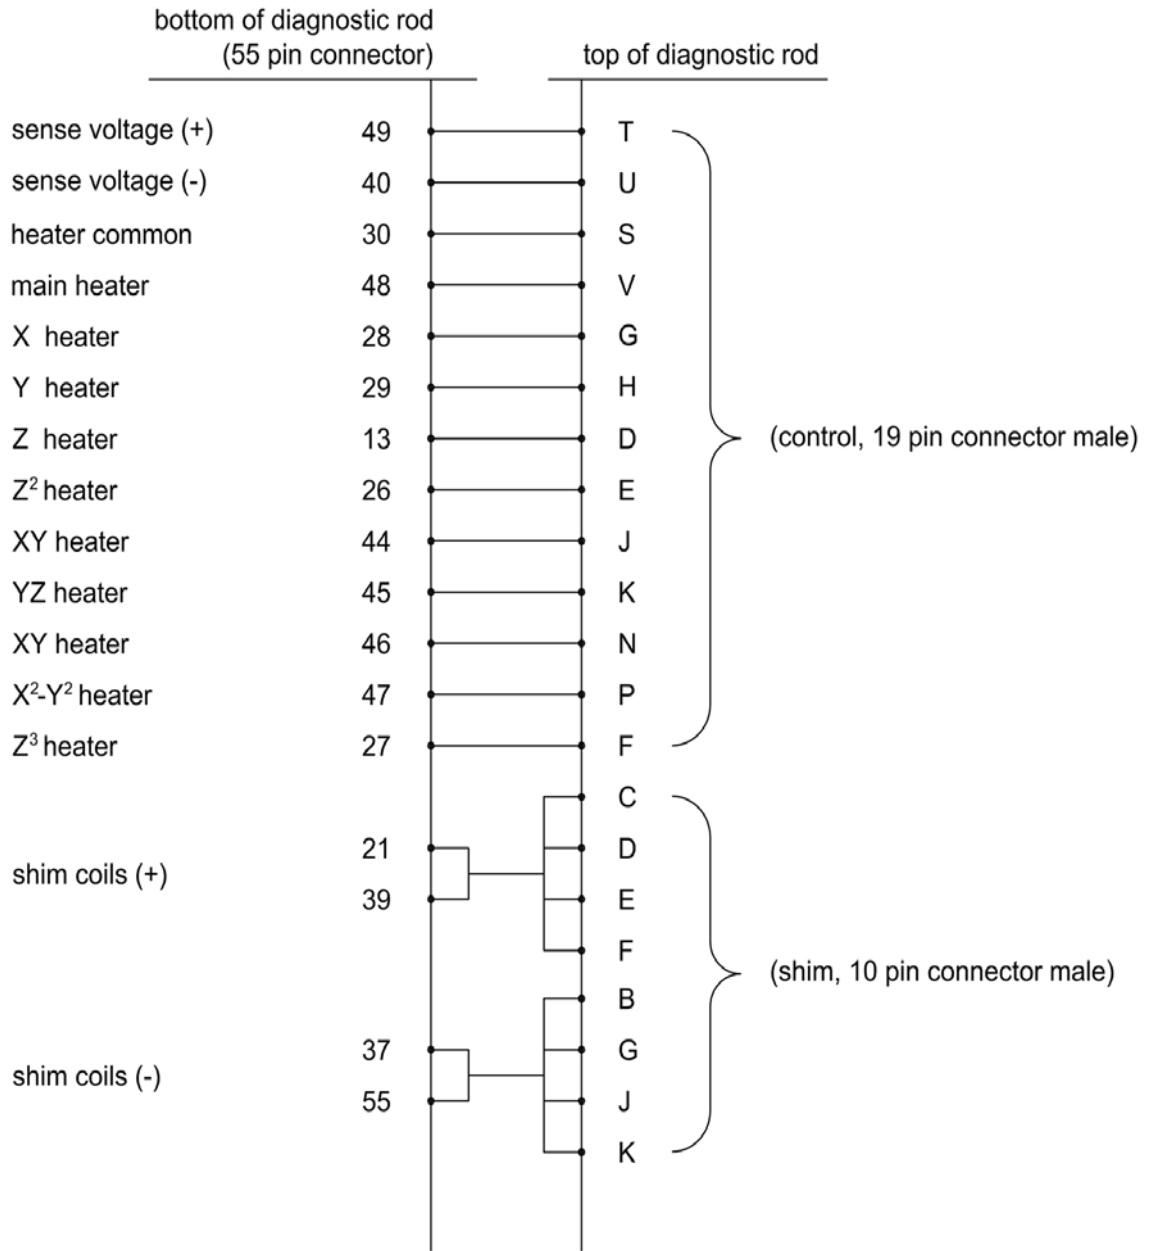 bottom of diagnostic rod
(55 pin connector)
top of diagnostic rod
sense voltage (+) 49 T
sense voltage (-) 40 U
heater common 30 S
main heater 48 V
X heater 28 G
Y heater 29 H
Z heater 13 D
(control, 19 pin connector male)
Z² heater 26 E
XY heater 44 J
YZ heater 45 K
XY heater 46 N
X²-Y² heater 47 P
Z³ heater 27 F
C
21 D
shim coils (+)
39 E
F
(shim, 10 pin connector male)
B
37 G
shim coils (-)
55 J
K